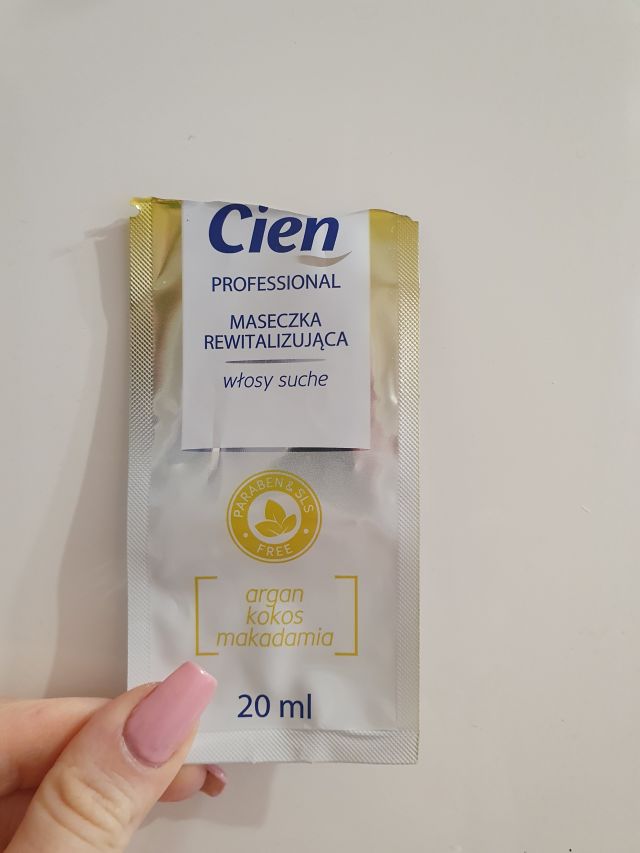 Cien
PROFESSIONAL
MASECZKA
REWITALIZUJĄCA
włosy suche
PARABEN & SLS
FREE
argan
kokos
makadamia
20 ml